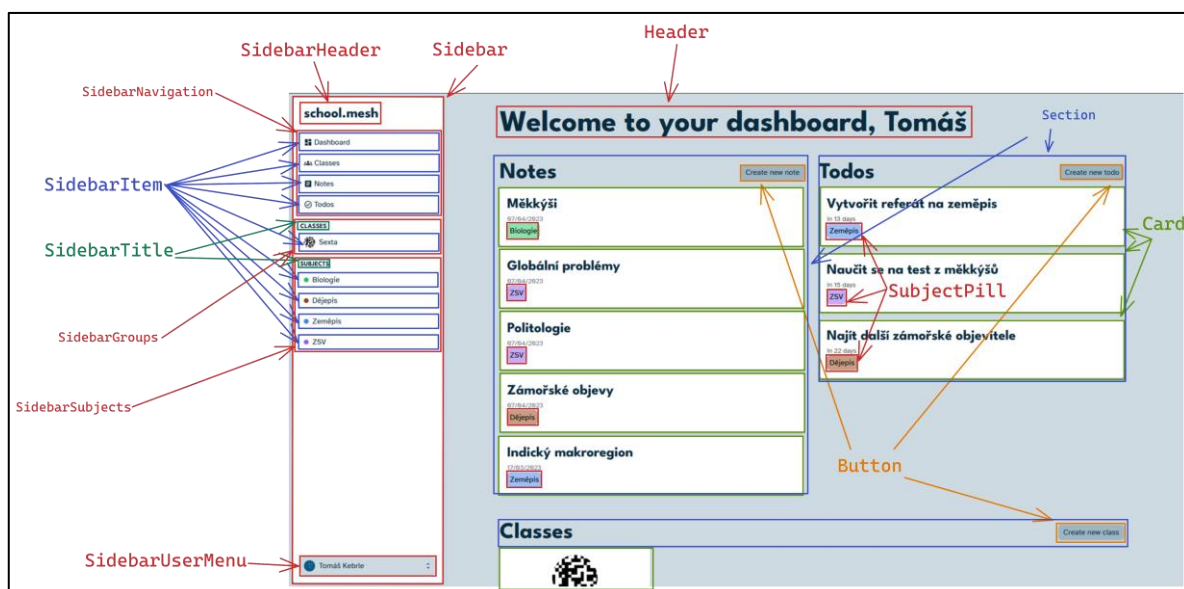 Header
SidebarHeader
Sidebar
SidebarNavigation
Section
school.mesh
Welcome to your dashboard, Tomáš
Dashboard
Classes
Notes
Todos
SidebarItem
CLASSES
Sexta
SidebarTitle
SUBJECTS
Biologie
Dějepis
Zeměpis
ZSV
SidebarGroups
SidebarSubjects
SidebarUserMenu
Tomáš Kebrle
Notes
Create new note
Měkkýši
07/04/2023
Biologie
Globální problémy
07/04/2023
ZSV
Politologie
07/04/2023
ZSV
Zámořské objevy
07/04/2023
Dějepis
Indický makroregion
17/03/2023
Zeměpis
Todos
Create new todo
Vytvořit referát na zeměpis
In 13 days
Zeměpis
Card
Naučit se na test z měkkýšů
In 15 days
ZSV
SubjectPill
Najít další zámořské objevitele
In 22 days
Dějepis
Button
Classes
Create new class